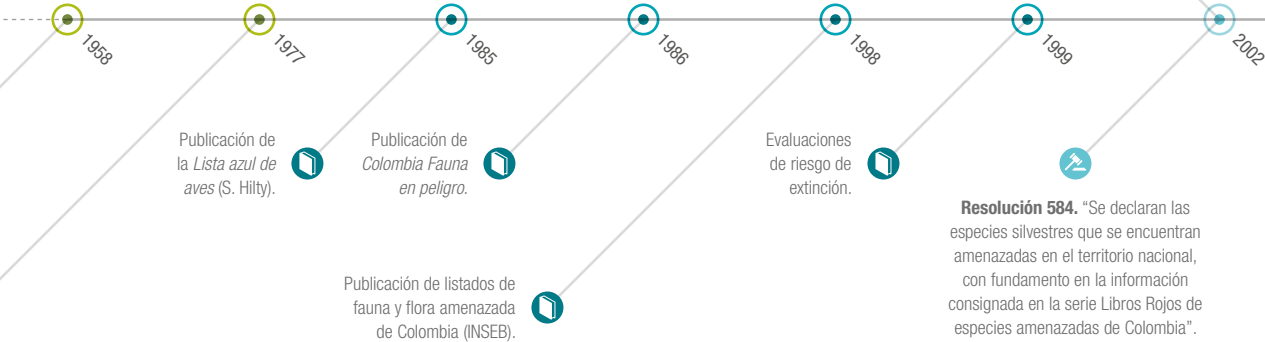 1958
1977
1985
1986
1998
1999
2002
Publicación de
la Lista azul de
aves (S. Hilty).
Publicación de
Colombia Fauna
en peligro.
Evaluaciones
de riesgo de
extinción.
Resolución 584. “Se declaran las
especies silvestres que se encuentran
amenazadas en el territorio nacional,
con fundamento en la información
consignada en la serie Libros Rojos de
especies amenazadas de Colombia”.
Publicación de listados de
fauna y flora amenazada
de Colombia (INSEB).